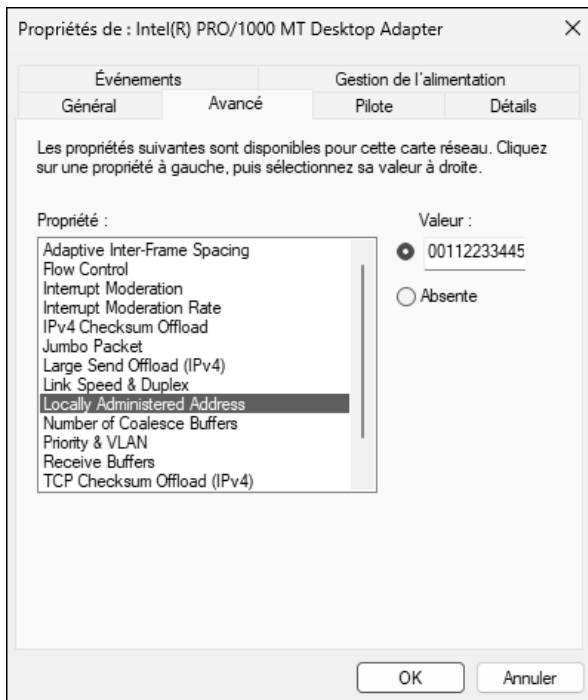 Propriétés de : Intel(R) PRO/1000 MT Desktop Adapter
Événements
Gestion de l'alimentation
Général
Avancé
Pilote
Détails
Les propriétés suivantes sont disponibles pour cette carte réseau. Cliquez
sur une propriété à gauche, puis sélectionnez sa valeur à droite.
Propriété :
Adaptive Inter-Frame Spacing
Flow Control
Interrupt Moderation
Interrupt Moderation Rate
IPv4 Checksum Offload
Jumbo Packet
Large Send Offload (IPv4)
Link Speed & Duplex
Locally Administered Address
Number of Coalesce Buffers
Priority & VLAN
Receive Buffers
TCP Checksum Offload (IPv4)
Valeur :
00112233445
Absente
OK
Annuler